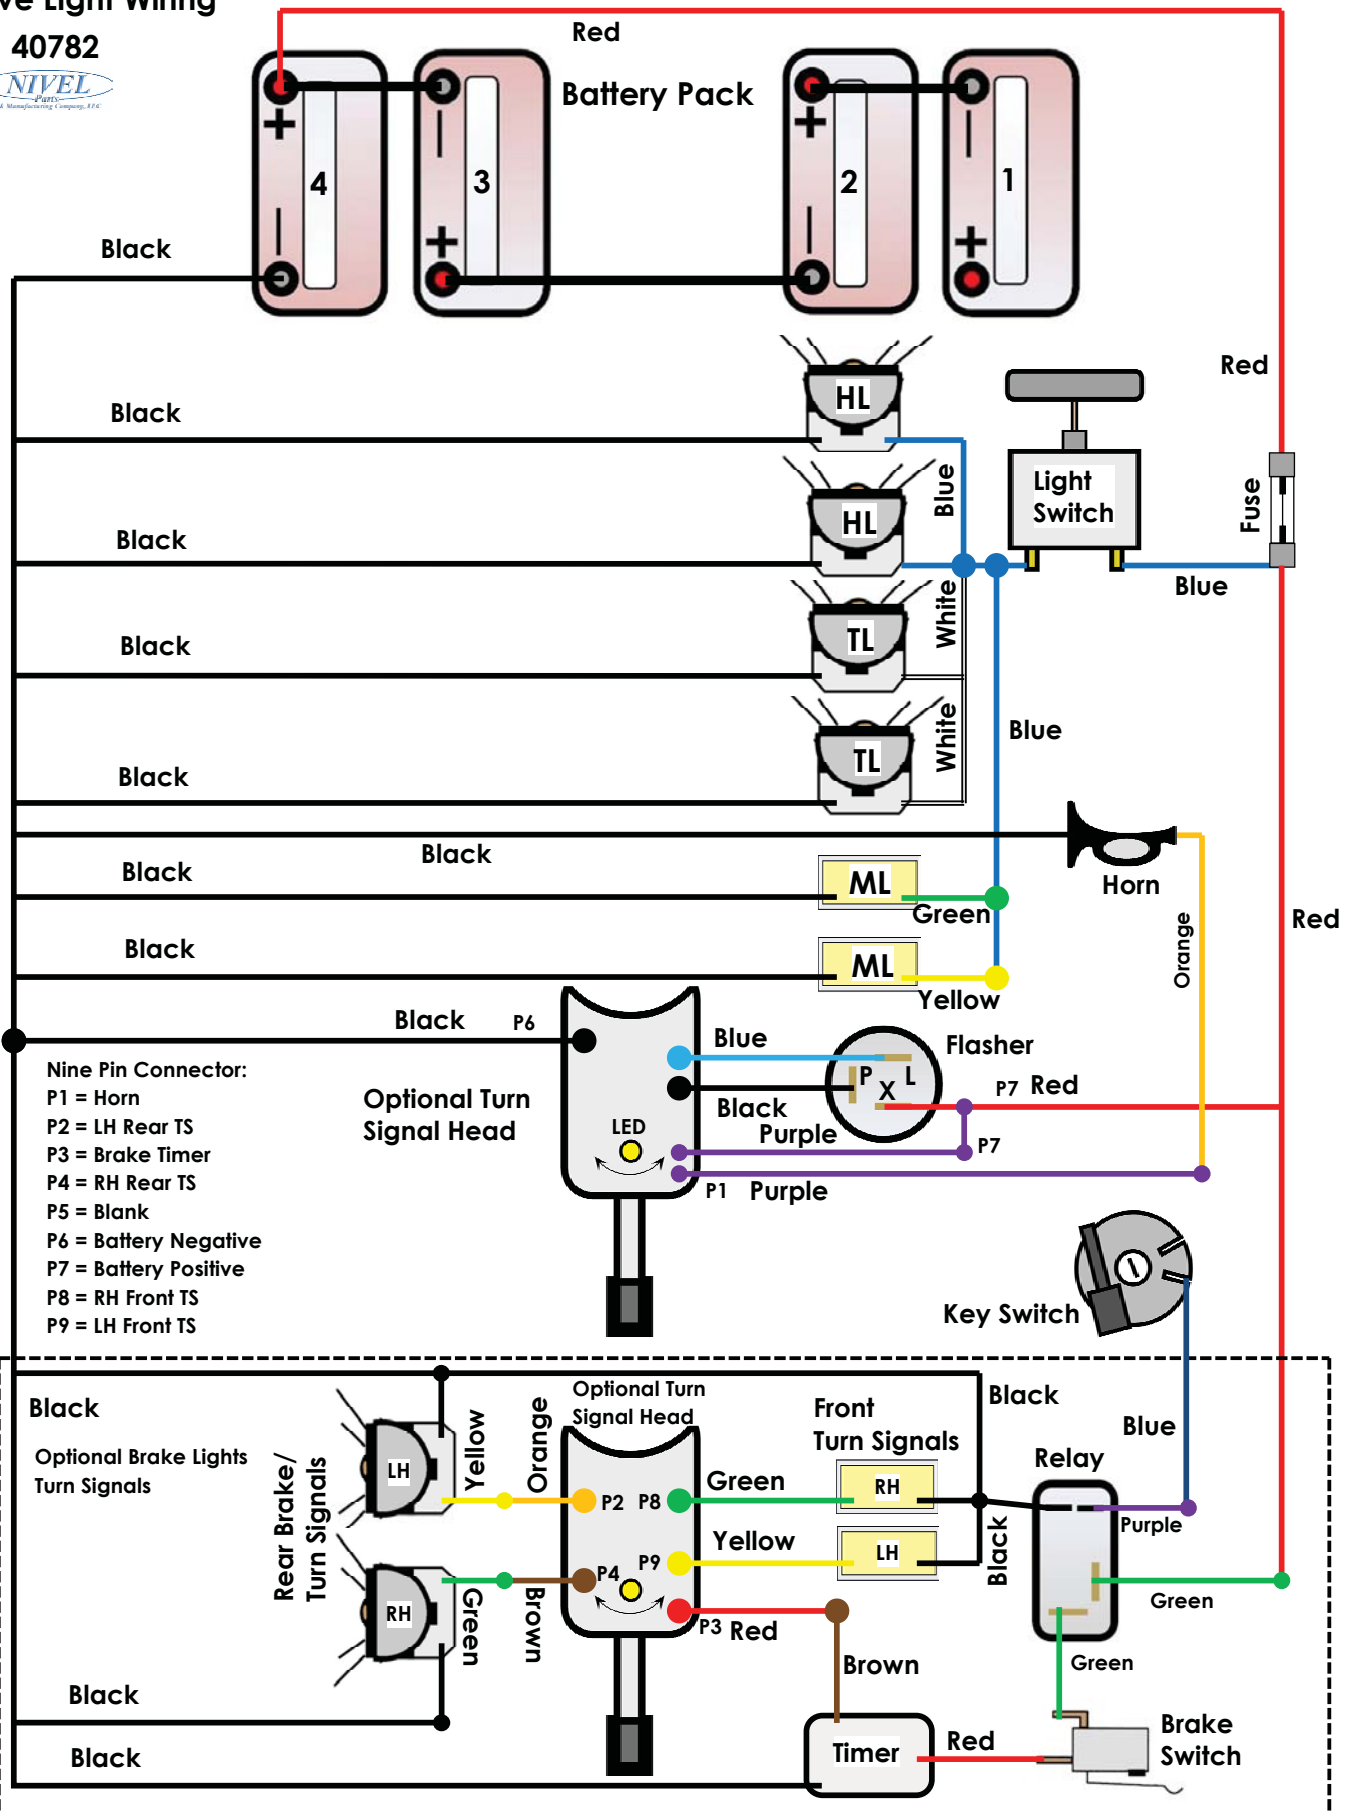 ve Light Wiring
40782
NIVEL
Parts
& Manufacturing Company, LLC
Red
Battery Pack
4
3
2
1
Black
Red
HL
Black
Light
Switch
Blue
Fuse
HL
Black
Blue
White
TL
Black
White
Blue
TL
Black
Horn
Black
ML
Black
Green
Orange
Red
ML
Black
Yellow
Black P6
Blue
Flasher
P X L
P7 Red
Black
Purple
P7
P1 Purple
LED
Optional Turn
Signal Head
Nine Pin Connector:
P1 = Horn
P2 = LH Rear TS
P3 = Brake Timer
P4 = RH Rear TS
P5 = Blank
P6 = Battery Negative
P7 = Battery Positive
P8 = RH Front TS
P9 = LH Front TS
Key Switch
Blue
Black
Optional Brake Lights
Turn Signals
Rear Brake/
Turn Signals
LH
Yellow
Orange
Optional Turn
Signal Head
P2 P8
Green
Front
Turn Signals
RH
Black
Relay
Purple
P9
Yellow
LH
Black
P4
RH
Green
Brown
P3 Red
Green
Brown
Green
Black
Black
Timer
Red
Brake
Switch